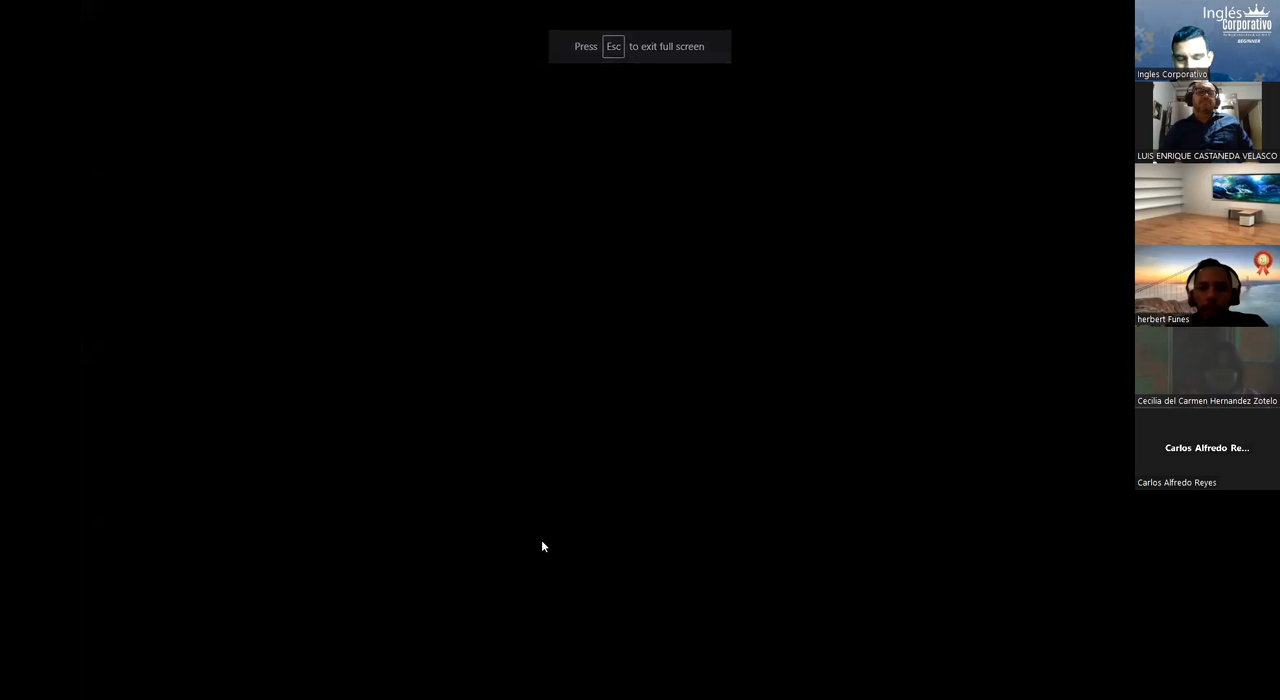 Press Esc to exit full screen
Inglés
Corporativo
BEGINNER
Ingles Corporativo
LUIS ENRIQUE CASTANEDA VELASCO
herbert Funes
Cecilia del Carmen Hernandez Zotelo
Carlos Alfredo Re...
Carlos Alfredo Reyes